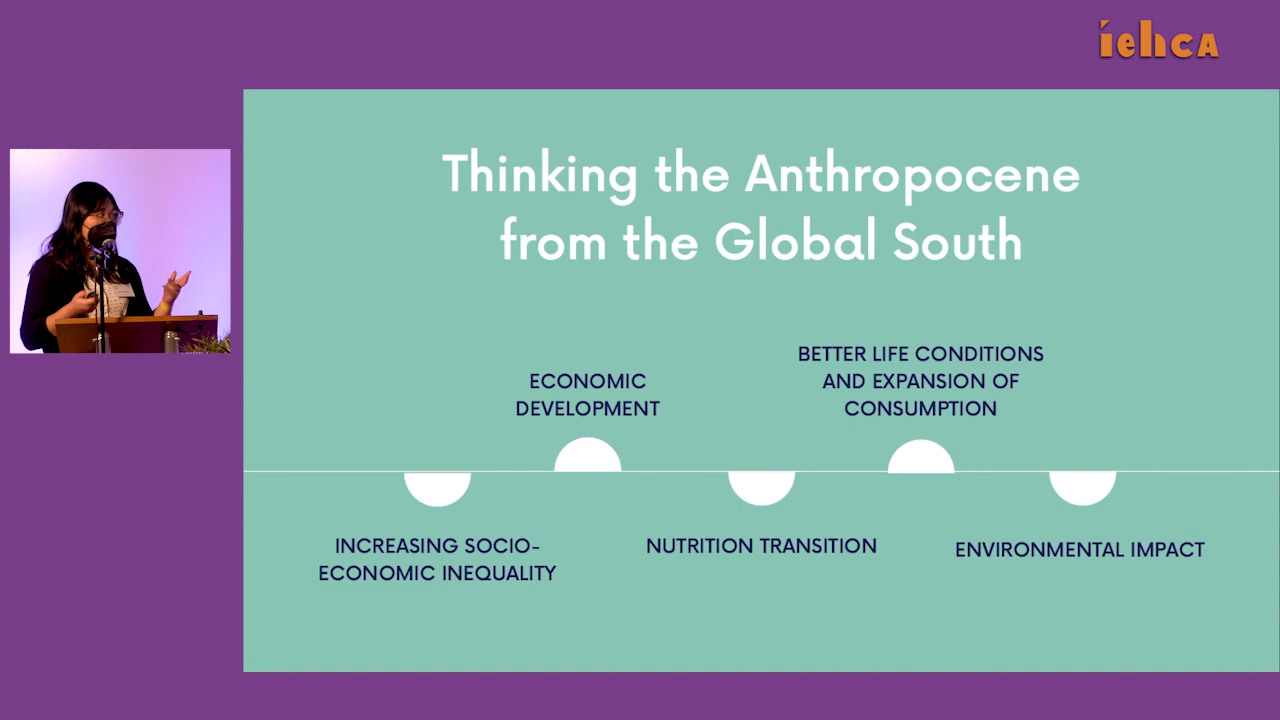 iehcA
Thinking the Anthropocene
from the Global South
ECONOMIC
DEVELOPMENT
BETTER LIFE CONDITIONS
AND EXPANSION OF
CONSUMPTION
INCREASING SOCIO-
ECONOMIC INEQUALITY
NUTRITION TRANSITION
ENVIRONMENTAL IMPACT